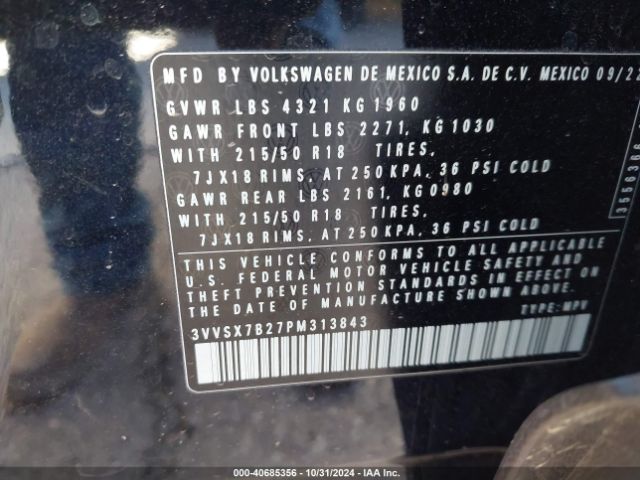 MFD BY VOLKSWAGEN DE MEXICO S.A. DE C.V. MEXICO 09/22
GVWR LBS 4321 KG 1960
GAWR FRONT LBS 2271, KG 1030
WITH 215/50 R18 TIRES,
7JX18 RIMS, AT 250 KPA, 36 PSI COLD
GAWR REAR LBS 2161, KG 0980
WITH 215/50 R18 TIRES,
7JX18 RIMS, AT 250 KPA, 36 PSI COLD
THIS VEHICLE CONFORMS TO ALL APPLICABLE
U.S. FEDERAL MOTOR VEHICLE SAFETY AND
THEFT PREVENTION STANDARDS IN EFFECT ON
THE DATE OF MANUFACTURE SHOWN ABOVE.
3VVSX7B27PM313843 TYPE: MPV
000-40685356 | 10/31/2024 | IAA Inc.